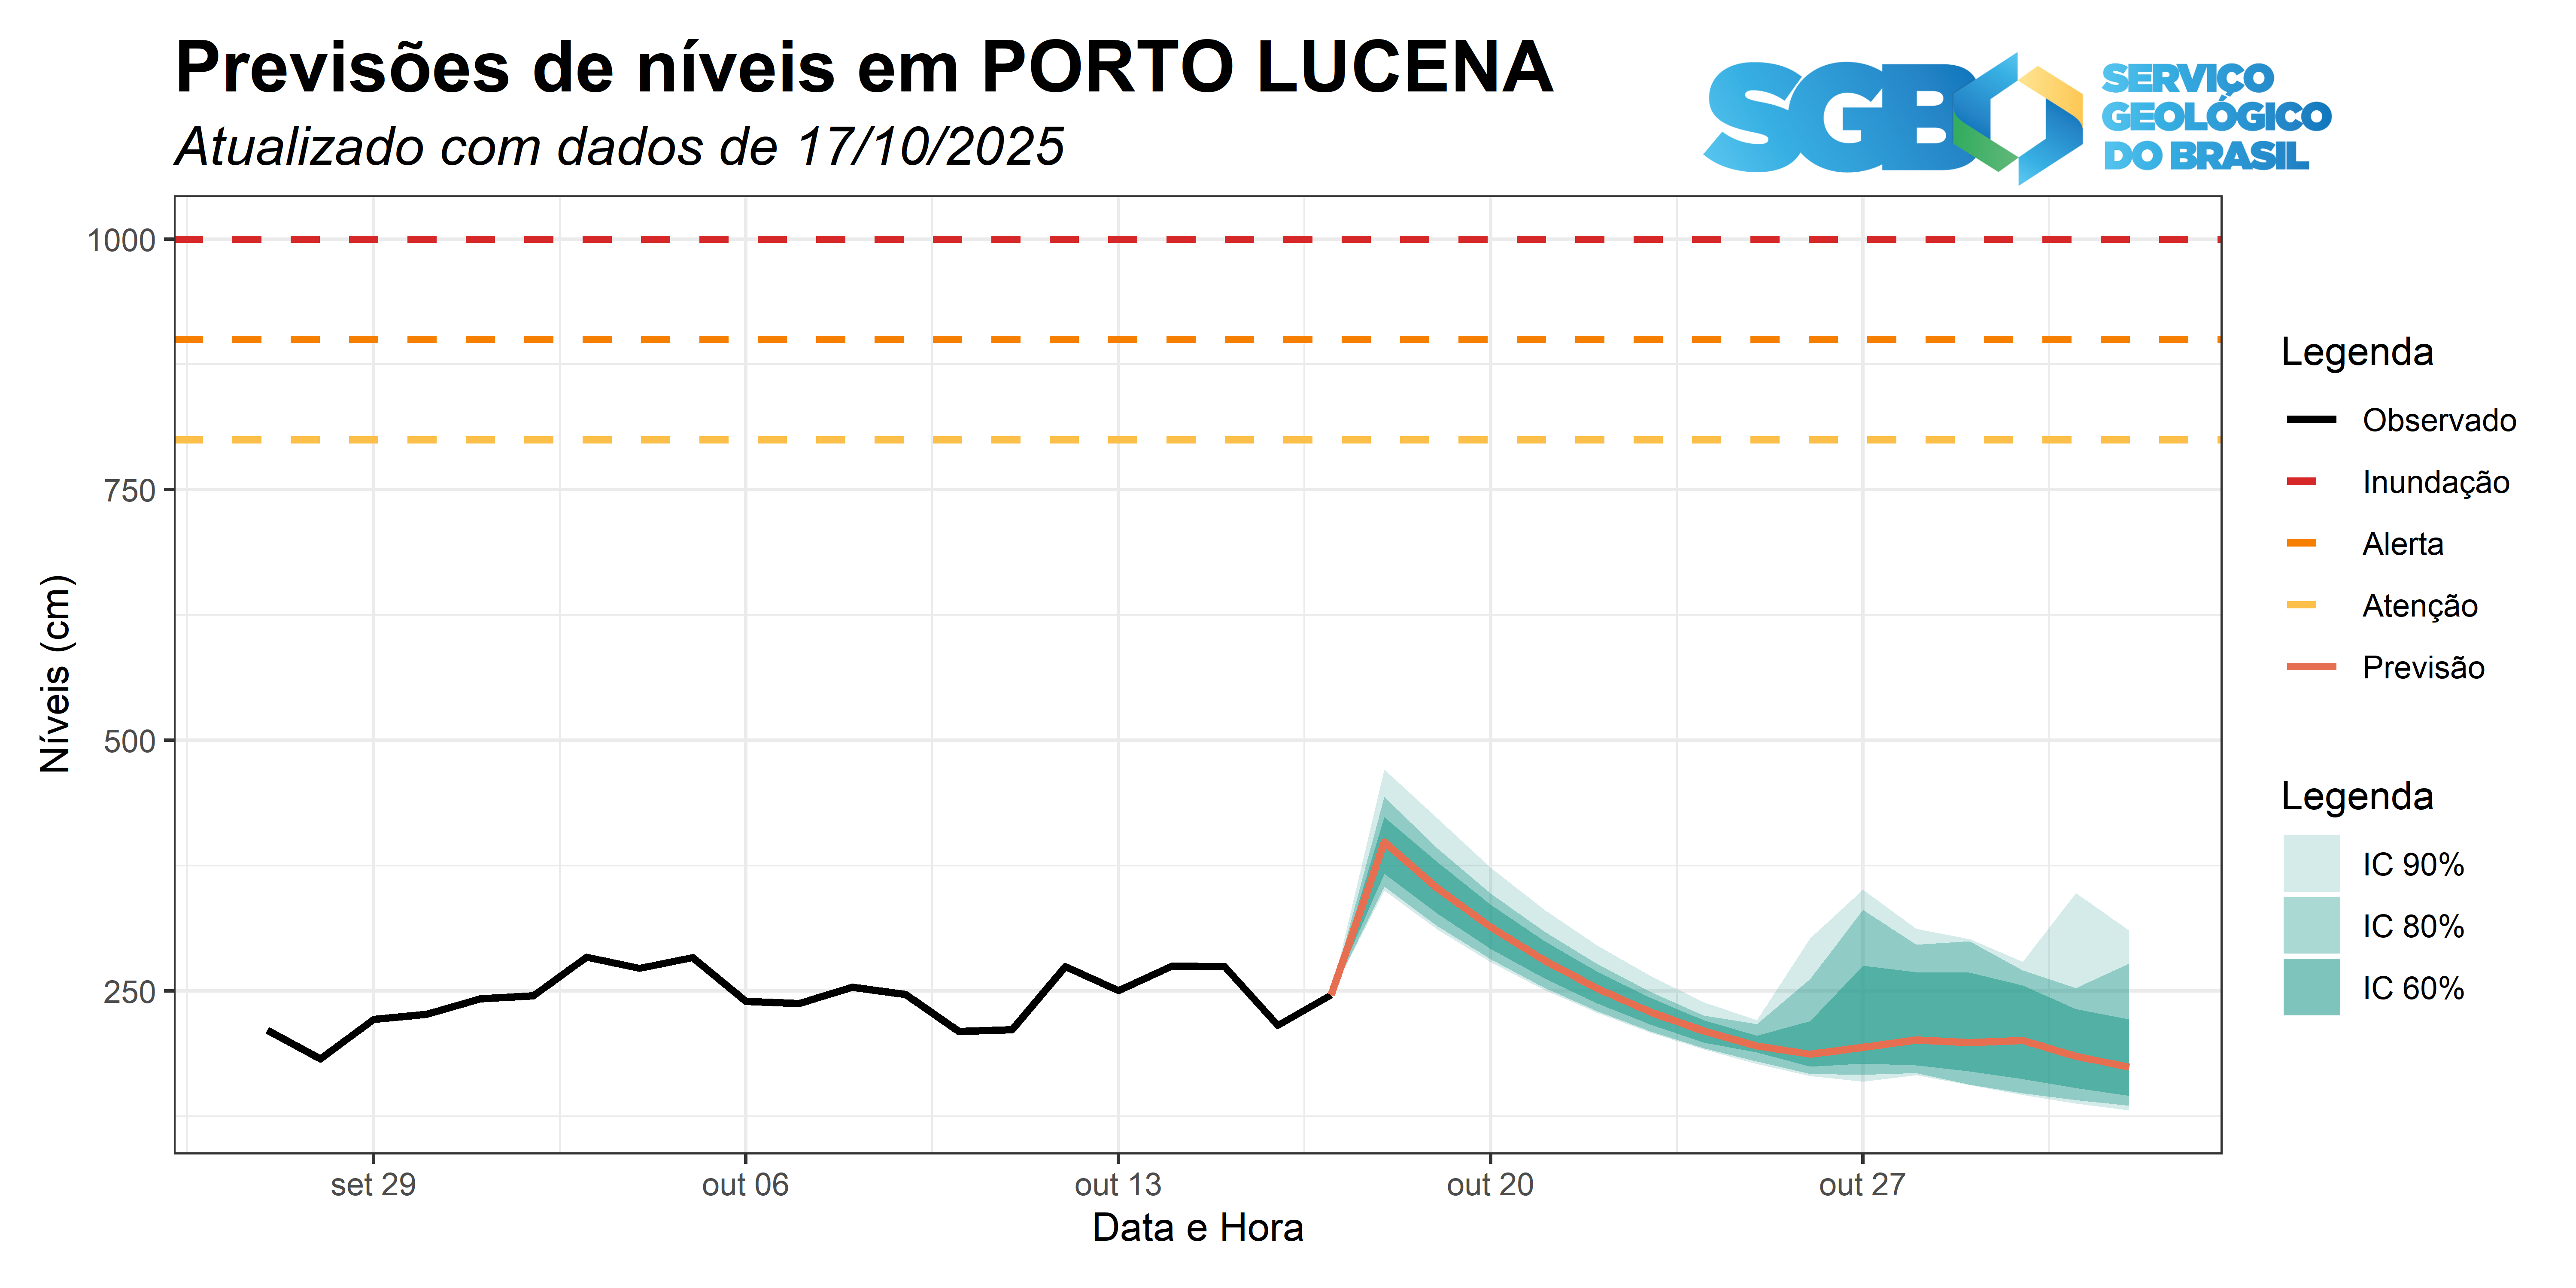 Previsões de níveis em PORTO LUCENA
Atualizado com dados de 17/10/2025
SGB
SERVIÇO
GEOLÓGICO
DO BRASIL
1000
750
500
250
Níveis (cm)
set 29
out 06
out 13
out 20
out 27
Data e Hora
Legenda
Observado
Inundação
Alerta
Atenção
Previsão
Legenda
IC 90%
IC 80%
IC 60%